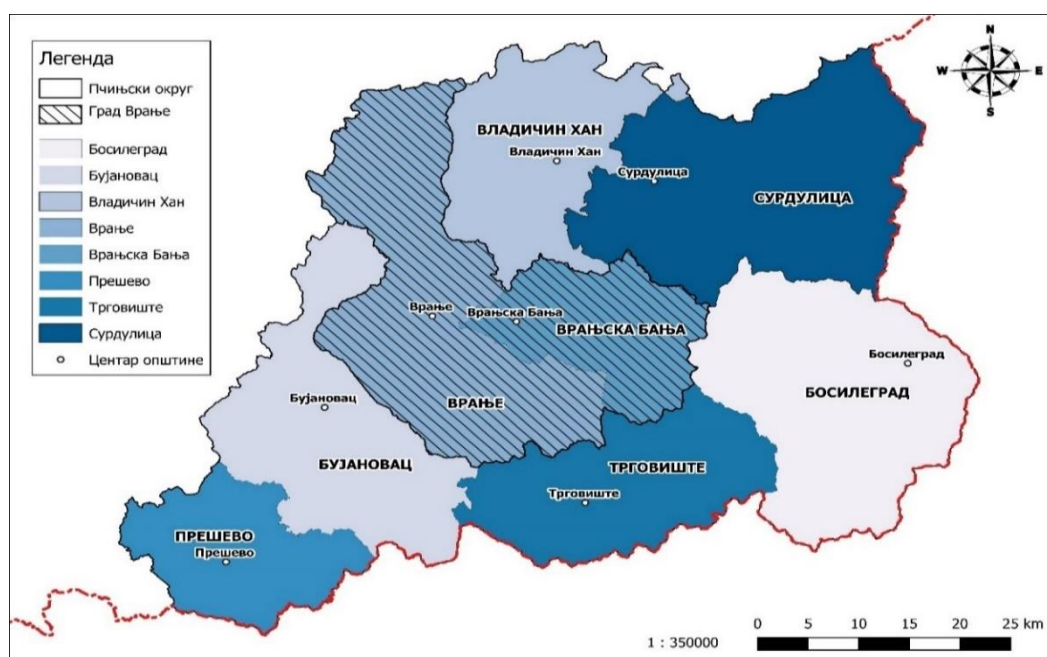 Легенда
Пчињски округ
Град Врање
Босилеград
Бујановац
Владичин Хан
Врање
Врањска Бања
Прешево
Трговиште
Сурдулица
Центар општине
N
W E
S
ВЛАДИЧИН ХАН
Владичин Хан
Сурдулица
СУРДУЛИЦА
Врање
Врањска Бања
ВРАЊСКА БАЊА
Босилеград
БОСИЛЕГРАД
Бујановац
ВРАЊЕ
БУЈАНОВАЦ
ТРГОВИШТЕ
Трговиште
ПРЕШЕВО
Прешево
0 5 10 15 20 25 km
1 : 350000